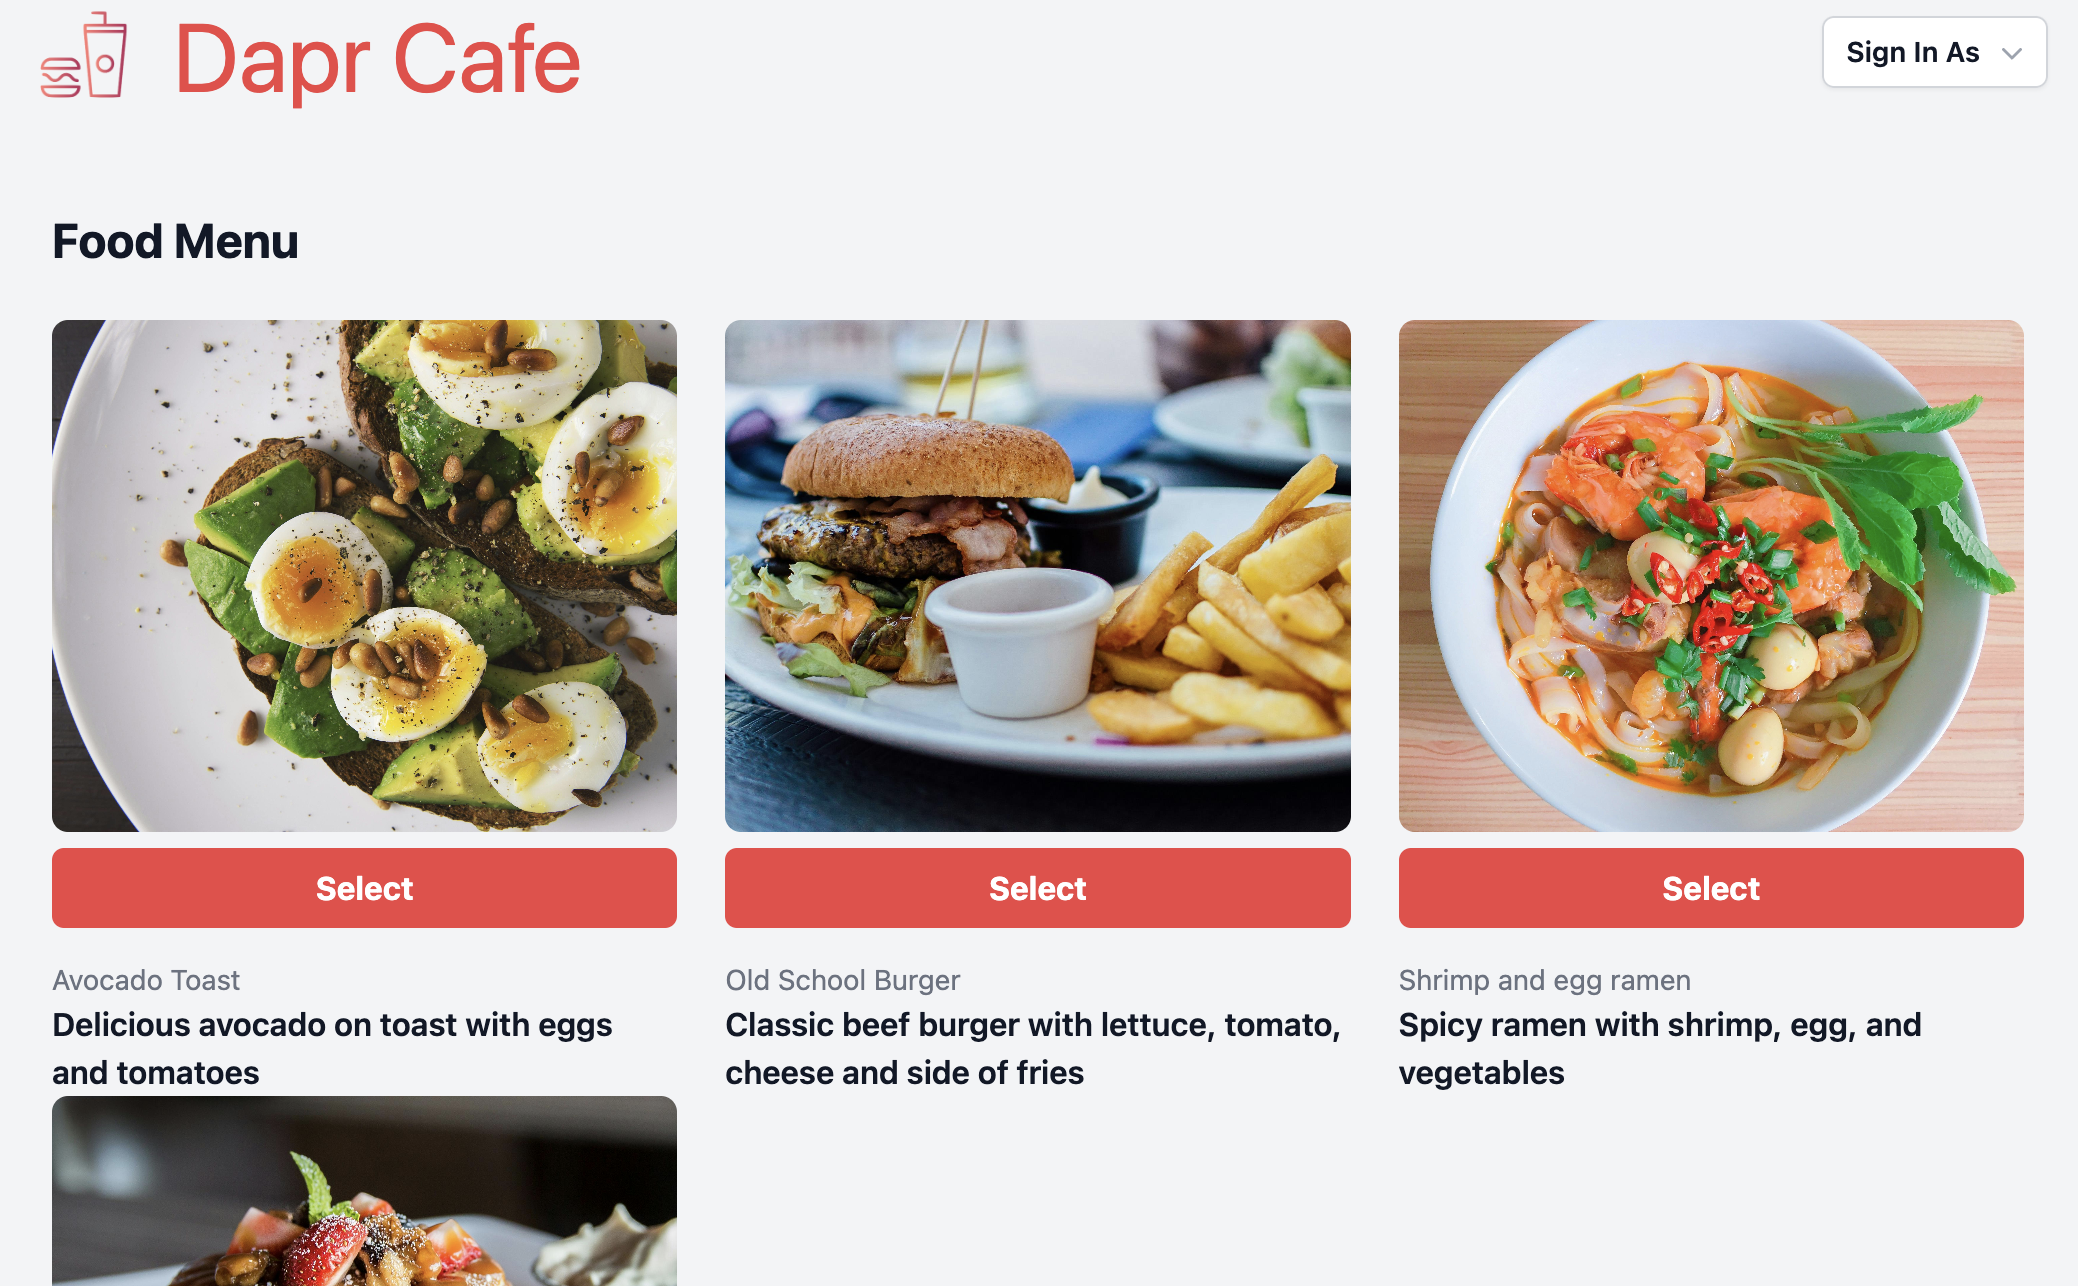 Dapr Cafe
Sign In As
Food Menu
Select
Select
Select
Avocado Toast
Delicious avocado on toast with eggs
and tomatoes
Old School Burger
Classic beef burger with lettuce, tomato,
cheese and side of fries
Shrimp and egg ramen
Spicy ramen with shrimp, egg, and
vegetables